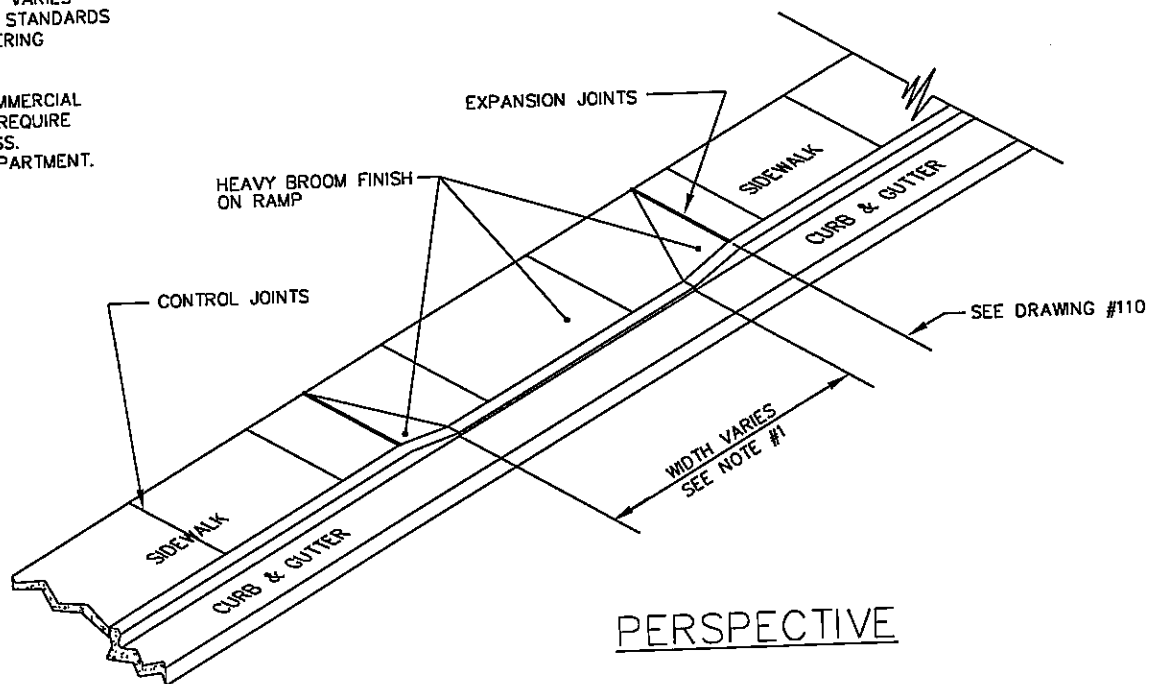 VARIES
STANDARDS
ERING
MMERCIAL
REQUIRE
SS.
PARTMENT.
EXPANSION JOINTS
HEAVY BROOM FINISH
ON RAMP
SIDEWALK
CURB & GUTTER
CONTROL JOINTS
SEE DRAWING #110
WIDTH VARIES
SEE NOTE #1
SIDEWALK
CURB & GUTTER
PERSPECTIVE